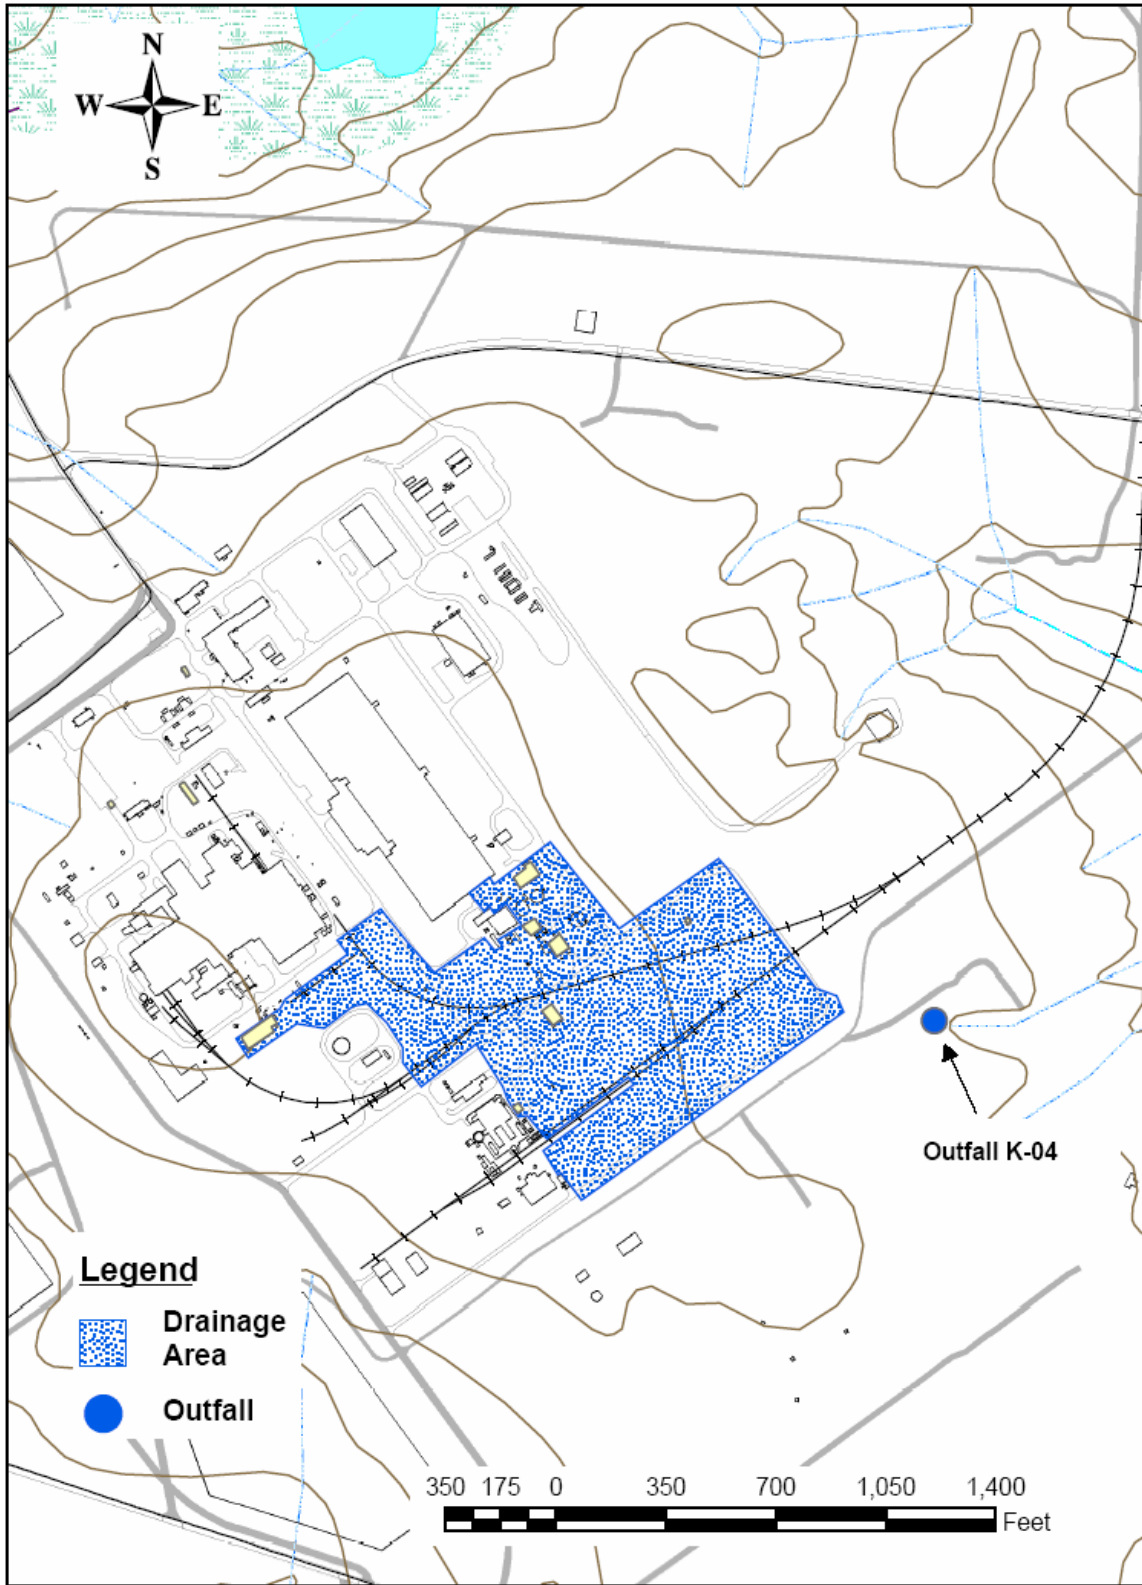 N
W E
S
Outfall K-04
Legend
Drainage
Area
Outfall
350 175 0 350 700 1,050 1,400
Feet